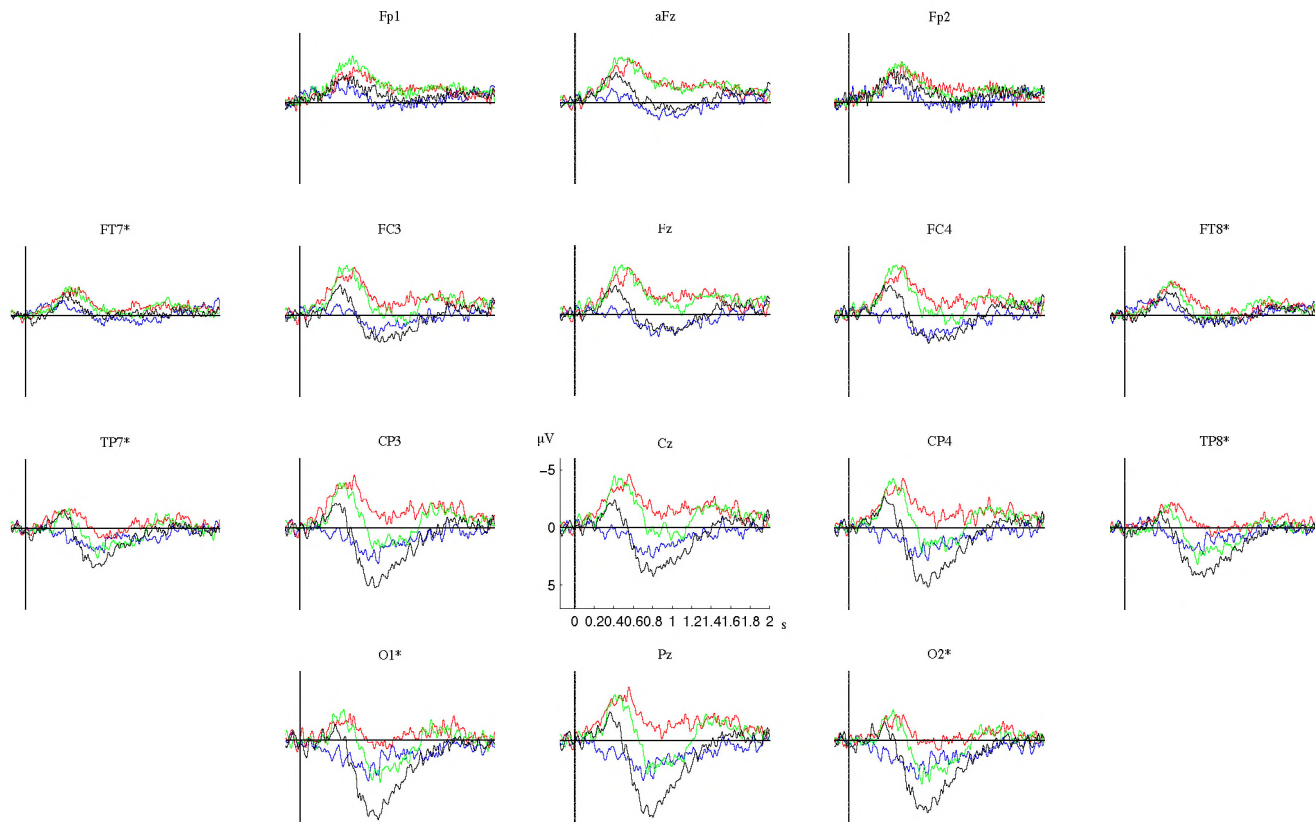 Fp1 aFz Fp2
FT7* FC3 Fz FC4 FT8*
TP7* CP3 Cz CP4 TP8*
µV
−5
0
5
0 0.20.40.60.8 1 1.21.41.61.8 2 s
O1* Pz O2*